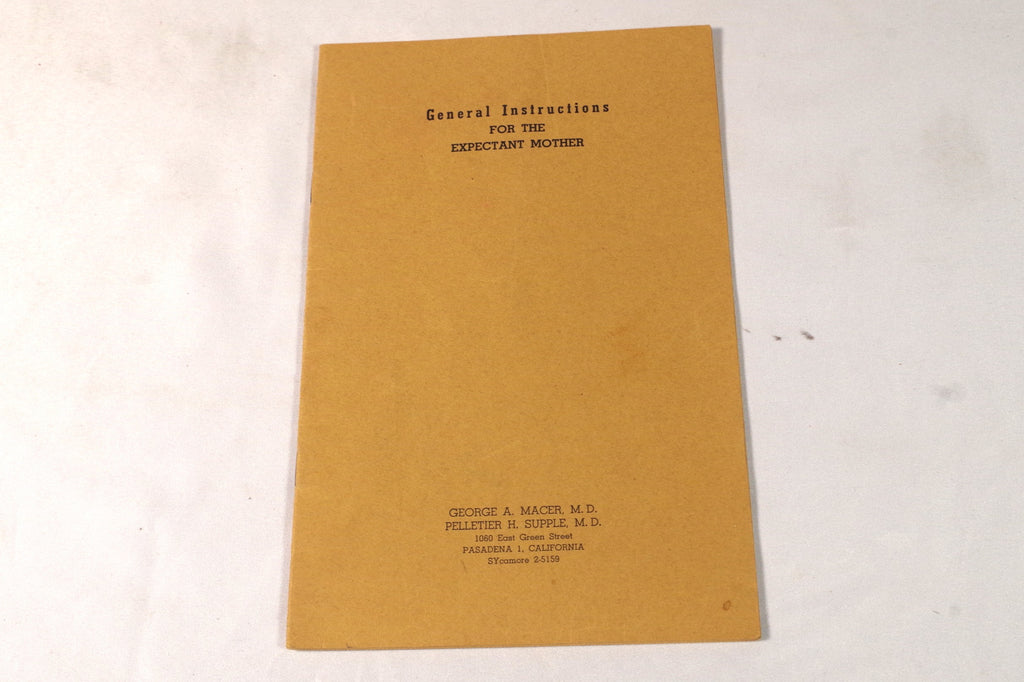 General Instructions
FOR THE
EXPECTANT MOTHER
GEORGE A. MACER, M. D.
PELLETIER H. SUPPLE, M. D.
1060 East Green Street
PASADENA 1, CALIFORNIA
SYcamore 2-5159